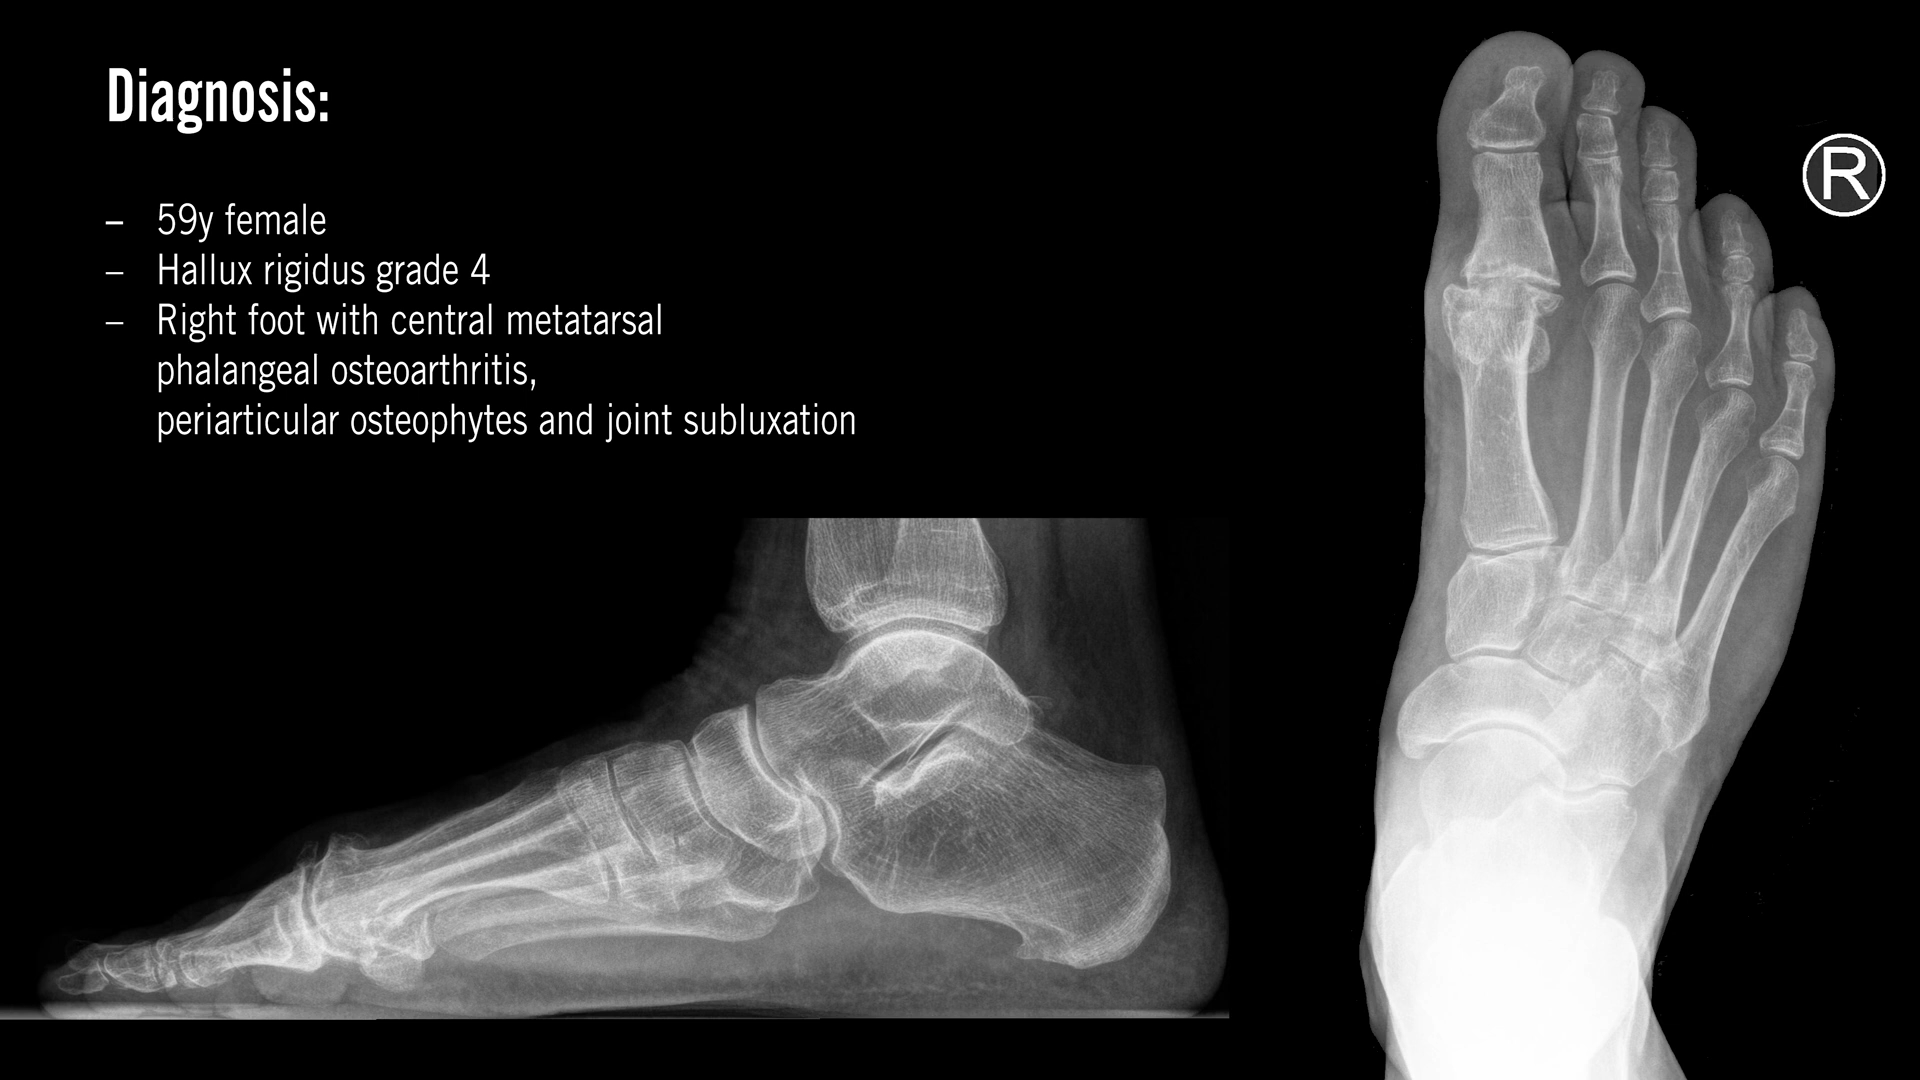 Diagnosis:
– 59y female
– Hallux rigidus grade 4
– Right foot with central metatarsal
phalangeal osteoarthritis,
periarticular osteophytes and joint subluxation
R